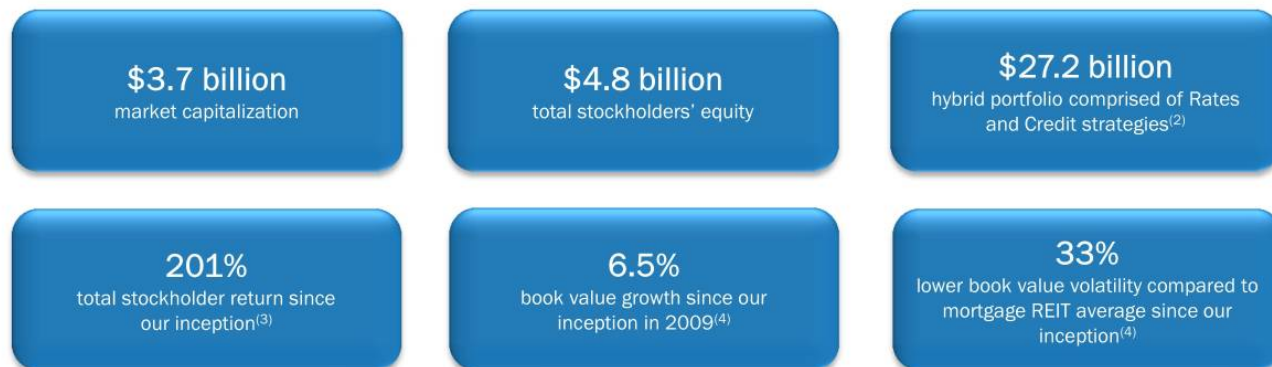 $3.7 billion
market capitalization
$4.8 billion
total stockholders' equity
$27.2 billion
hybrid portfolio comprised of Rates
and Credit strategies(2)
201%
total stockholder return since
our inception(3)
6.5%
book value growth since our
inception in 2009(4)
33%
lower book value volatility compared to
mortgage REIT average since our
inception(4)